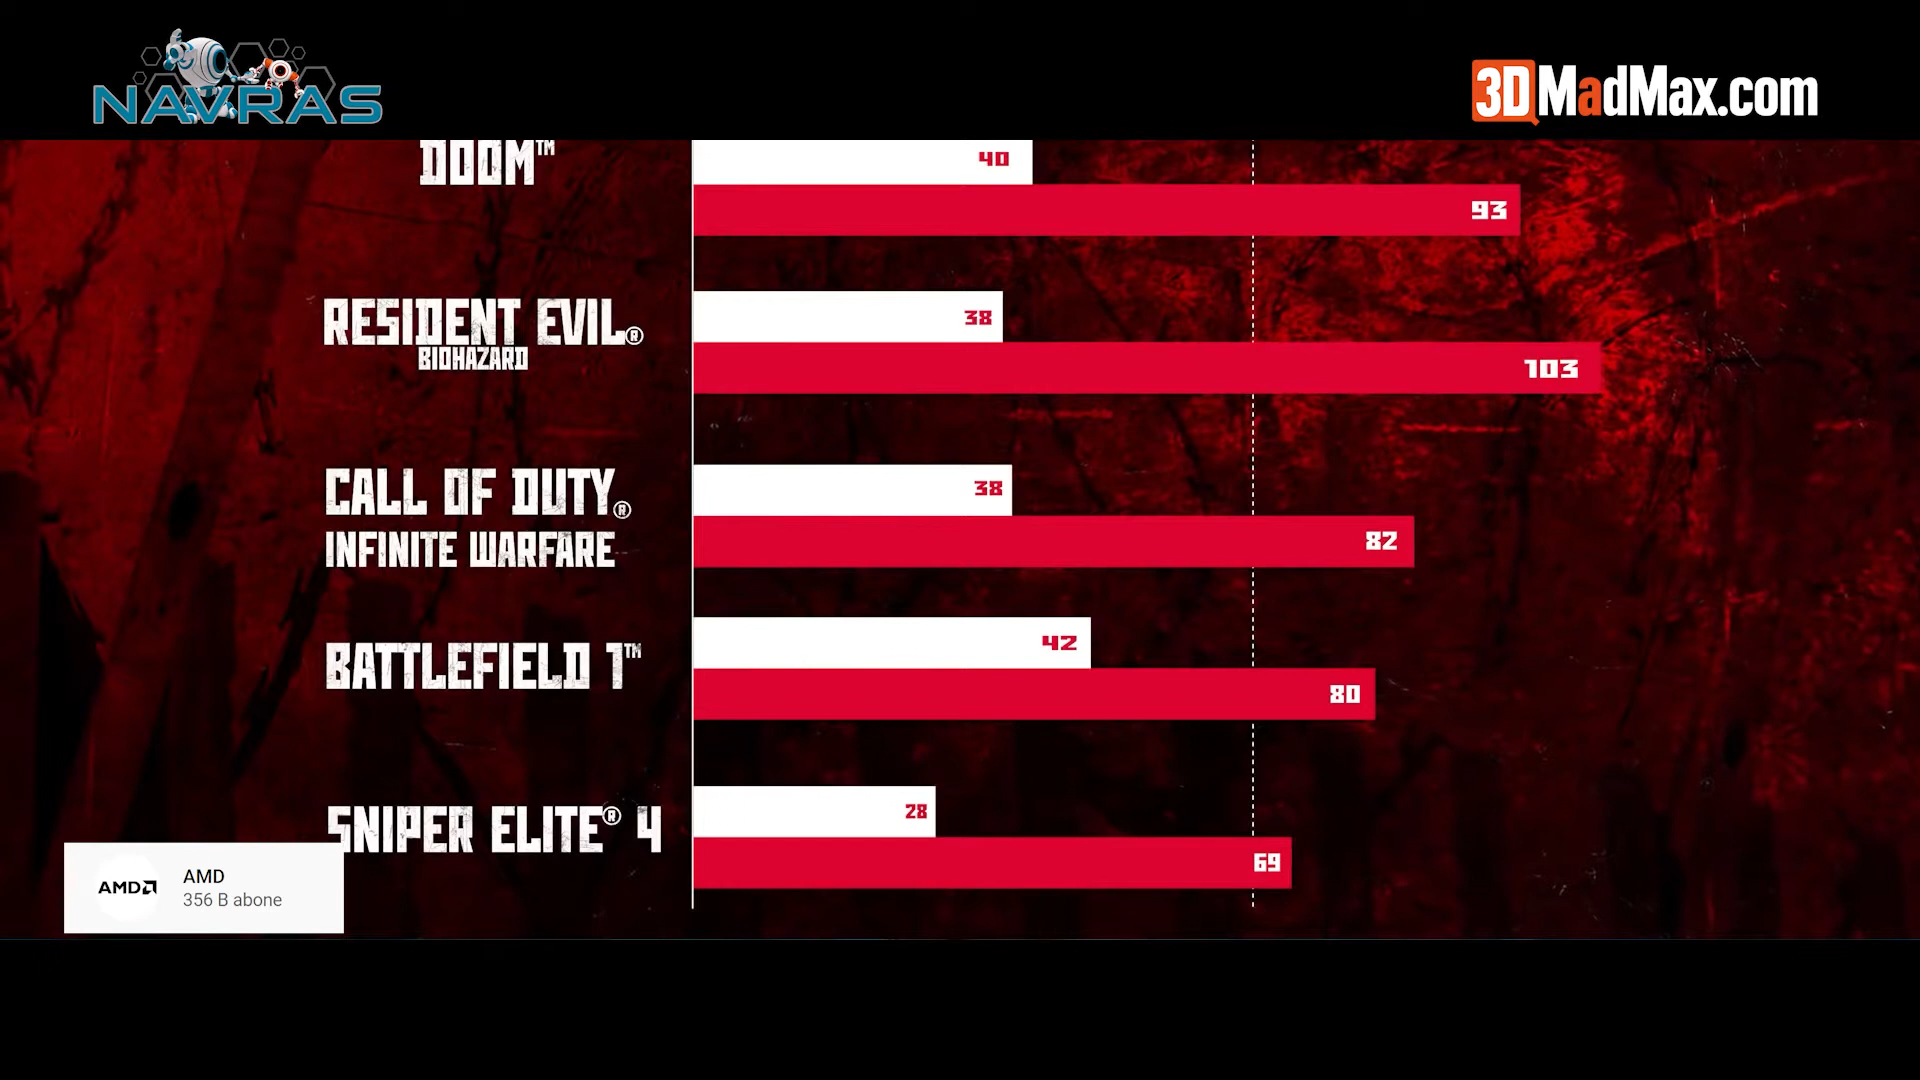 NAVRAS
3DMadMax.com
DOOM™
40
93
RESIDENT EVIL®
BIOHAZARD
38
103
CALL OF DUTY®
INFINITE WARFARE
38
82
BATTLEFIELD 1™
42
80
SNIPER ELITE® 4
28
69
AMD
AMD
356 B abone